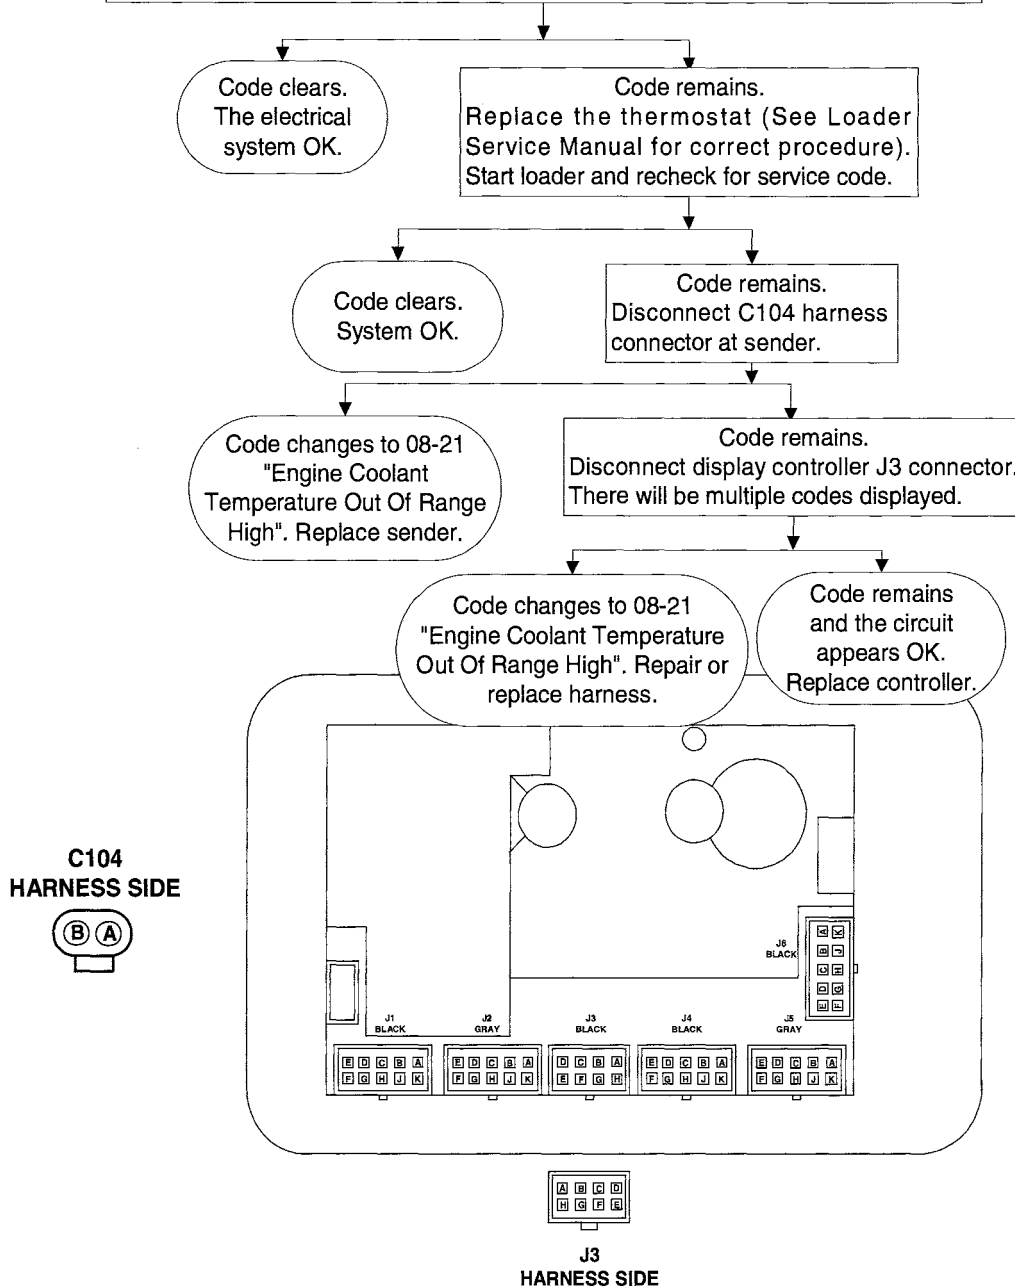 Code clears.
The electrical
system OK.
Code remains.
Replace the thermostat (See Loader
Service Manual for correct procedure).
Start loader and recheck for service code.
Code clears.
System OK.
Code remains.
Disconnect C104 harness
connector at sender.
Code changes to 08-21
"Engine Coolant
Temperature Out Of Range
High". Replace sender.
Code remains.
Disconnect display controller J3 connector.
There will be multiple codes displayed.
Code changes to 08-21
"Engine Coolant Temperature
Out Of Range High". Repair or
replace harness.
Code remains
and the circuit
appears OK.
Replace controller.
C104
HARNESS SIDE
B A
J6
BLACK
A K
B J
C H
D G
E F
J1
BLACK
J2
GRAY
J3
BLACK
J4
BLACK
J5
GRAY
E D C B A
F G H J K
E D C B A
F G H J K
D C B A
E F G H
E D C B A
F G H J K
E D C B A
F G H J K
A B C D
H G F E
J3
HARNESS SIDE